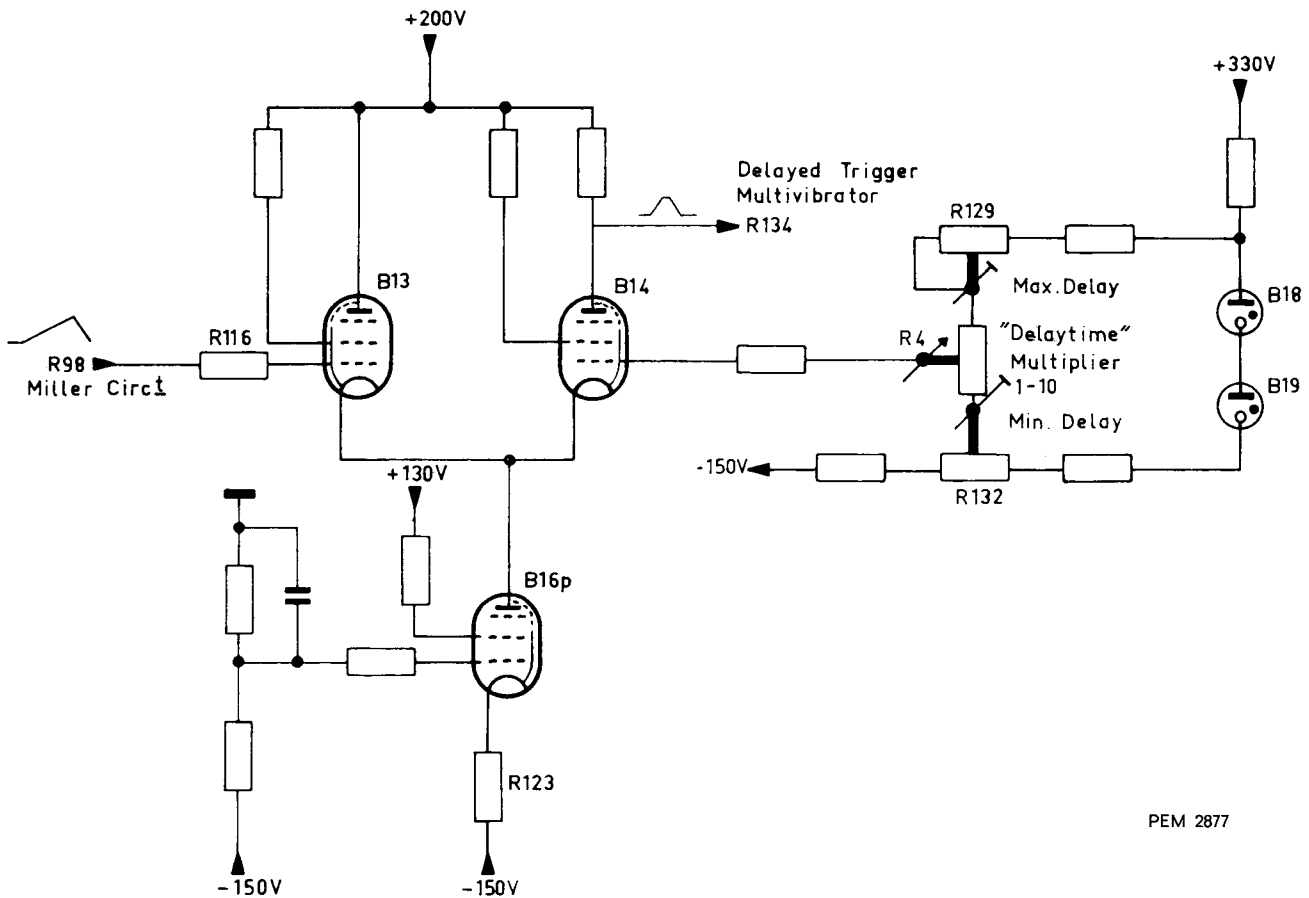 +200V
+330V
Delayed Trigger
Multivibrator
R134
R129
B13
B14
Max. Delay
B18
R98
R116
Miller Circt
R4
"Delaytime"
Multiplier
1-10
B19
Min. Delay
+130V
-150V
R132
B16p
R123
PEM 2877
-150V
-150V